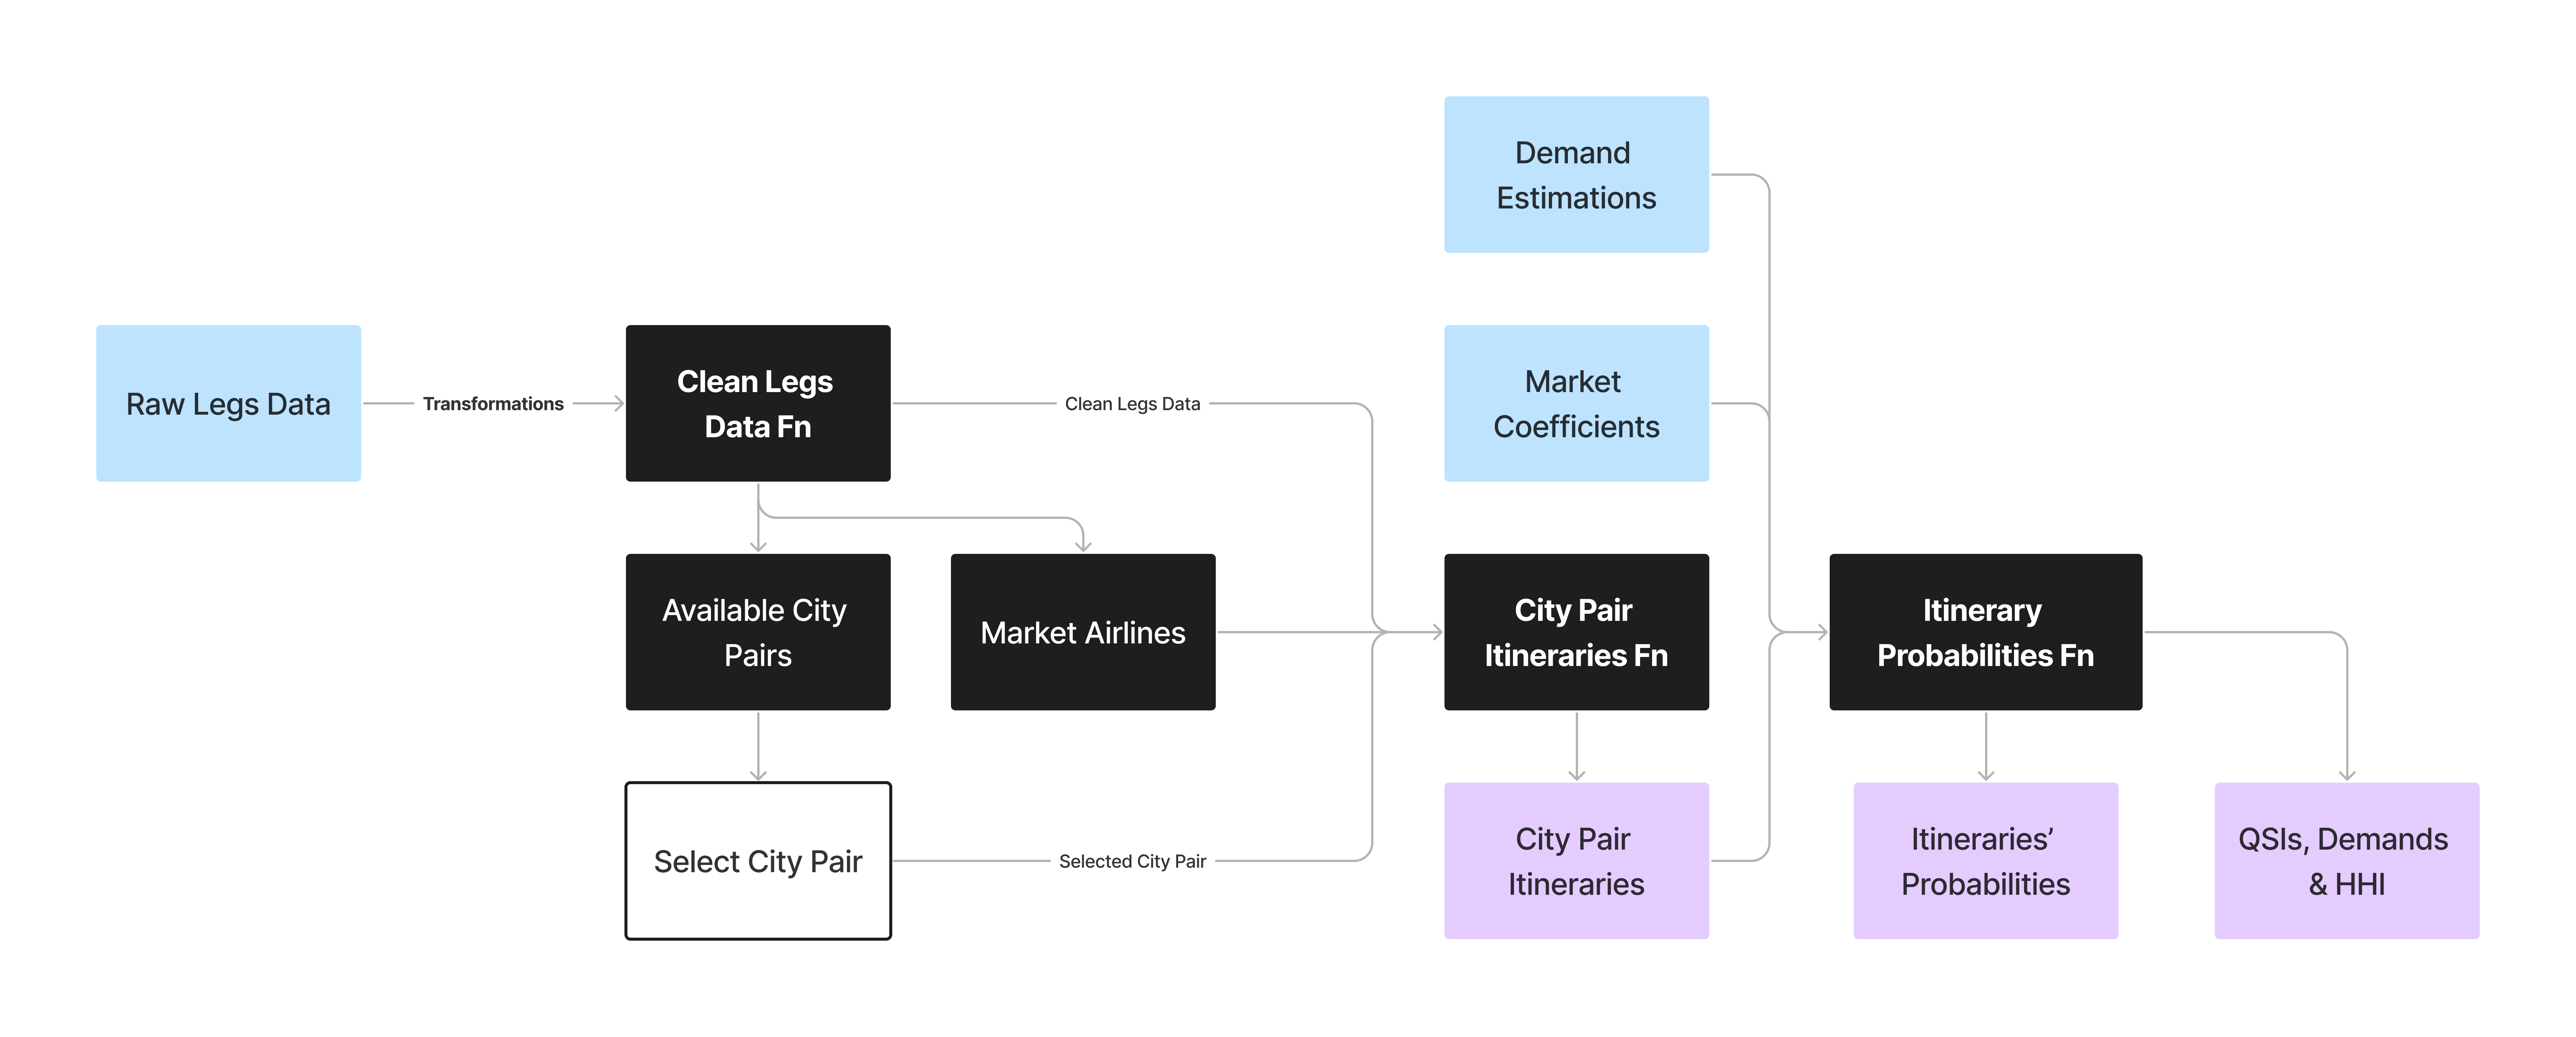 Demand
Estimations
Raw Legs Data
Transformations
Clean Legs
Data Fn
Clean Legs Data
Market
Coefficients
Available City
Pairs
Market Airlines
City Pair
Itineraries Fn
Itinerary
Probabilities Fn
Select City Pair
Selected City Pair
City Pair
Itineraries
Itineraries’
Probabilities
QSIs, Demands
& HHI